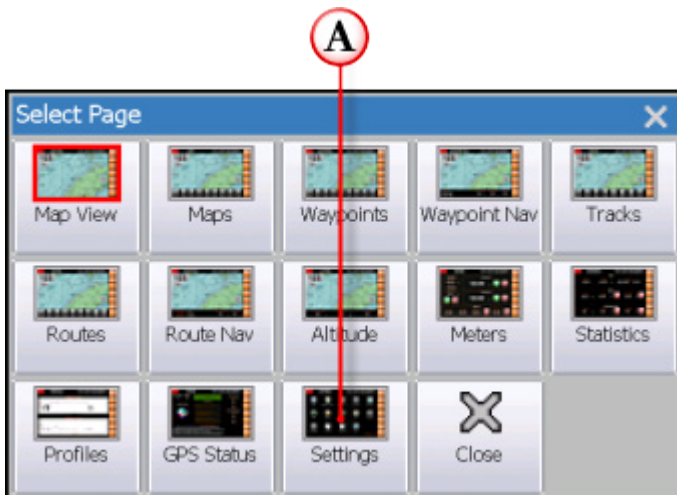 A
Select Page
Map View Maps Waypoints Waypoint Nav Tracks
Routes Route Nav Altitude Meters Statistics
Profiles GPS Status Settings Close